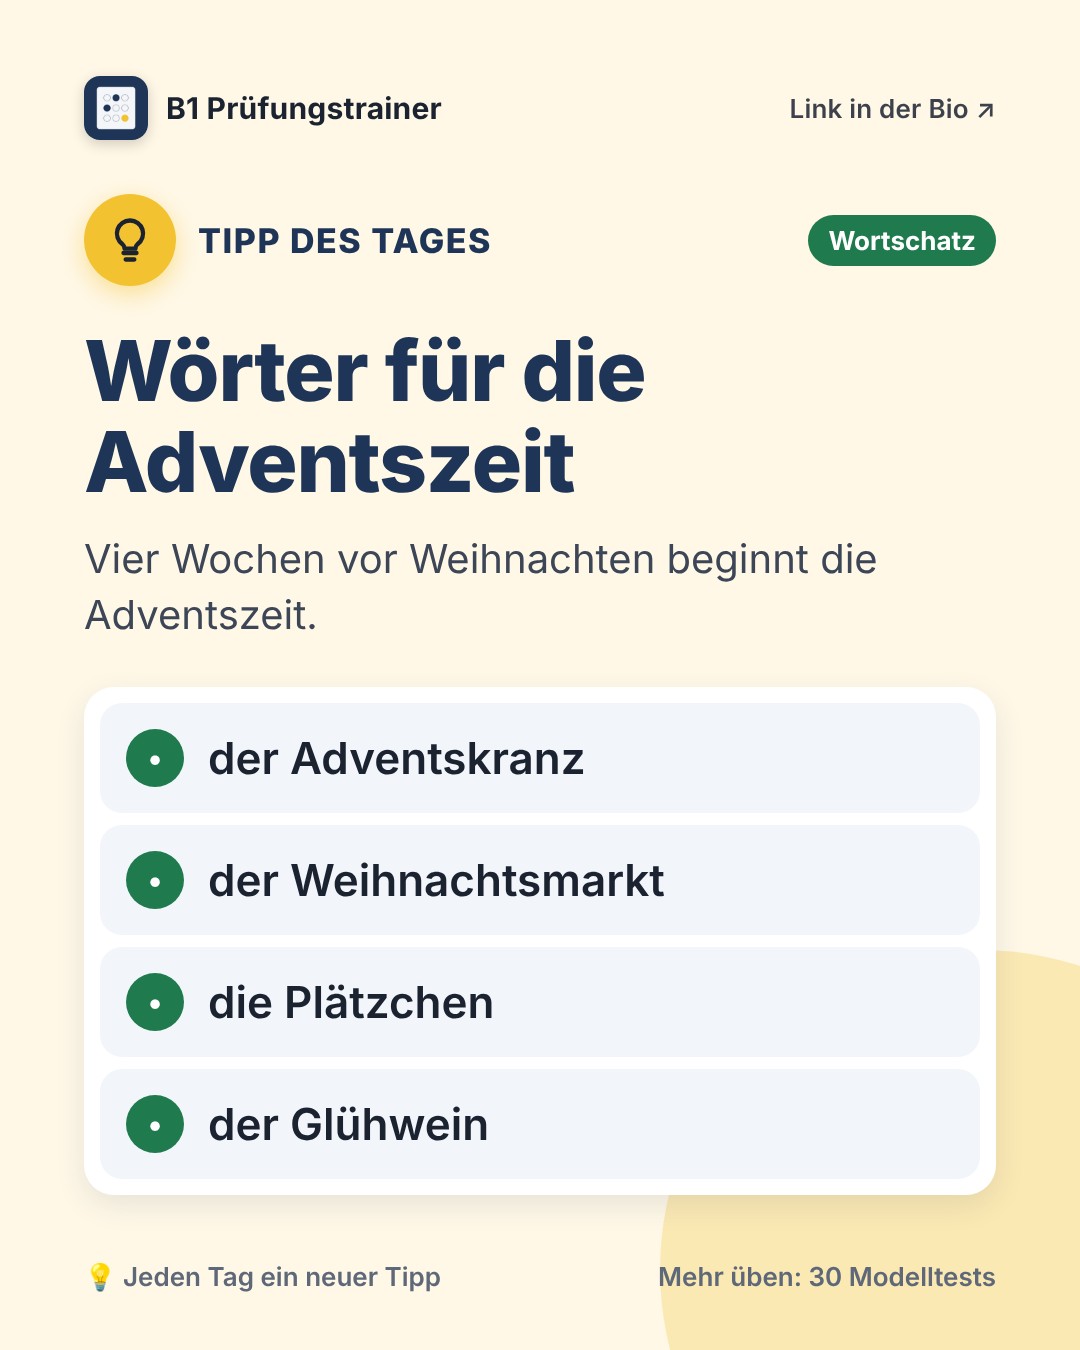 B1 Prüfungstrainer
Link in der Bio ↗
TIPP DES TAGES
Wortschatz
Wörter für die
Adventszeit
Vier Wochen vor Weihnachten beginnt die
Adventszeit.
• der Adventskranz
• der Weihnachtsmarkt
• die Plätzchen
• der Glühwein
💡 Jeden Tag ein neuer Tipp
Mehr üben: 30 Modelltests